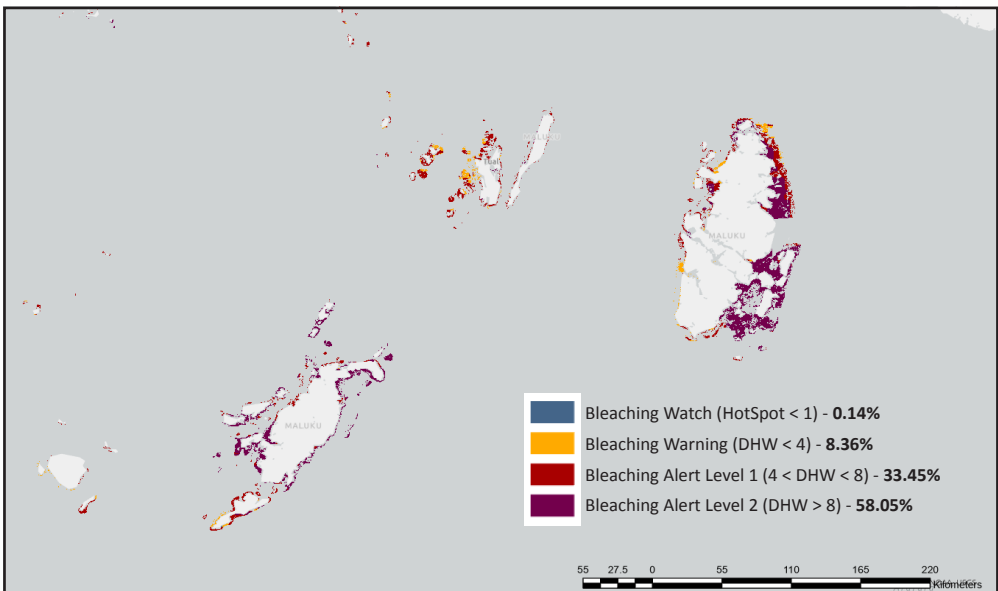 MALUKU
Tual
MALUKU
MALUKU
Bleaching Watch (HotSpot < 1) - 0.14%
Bleaching Warning (DHW < 4) - 8.36%
Bleaching Alert Level 1 (4 < DHW < 8) - 33.45%
Bleaching Alert Level 2 (DHW > 8) - 58.05%
55 27.5 0 55 110 165 220
Kilometers